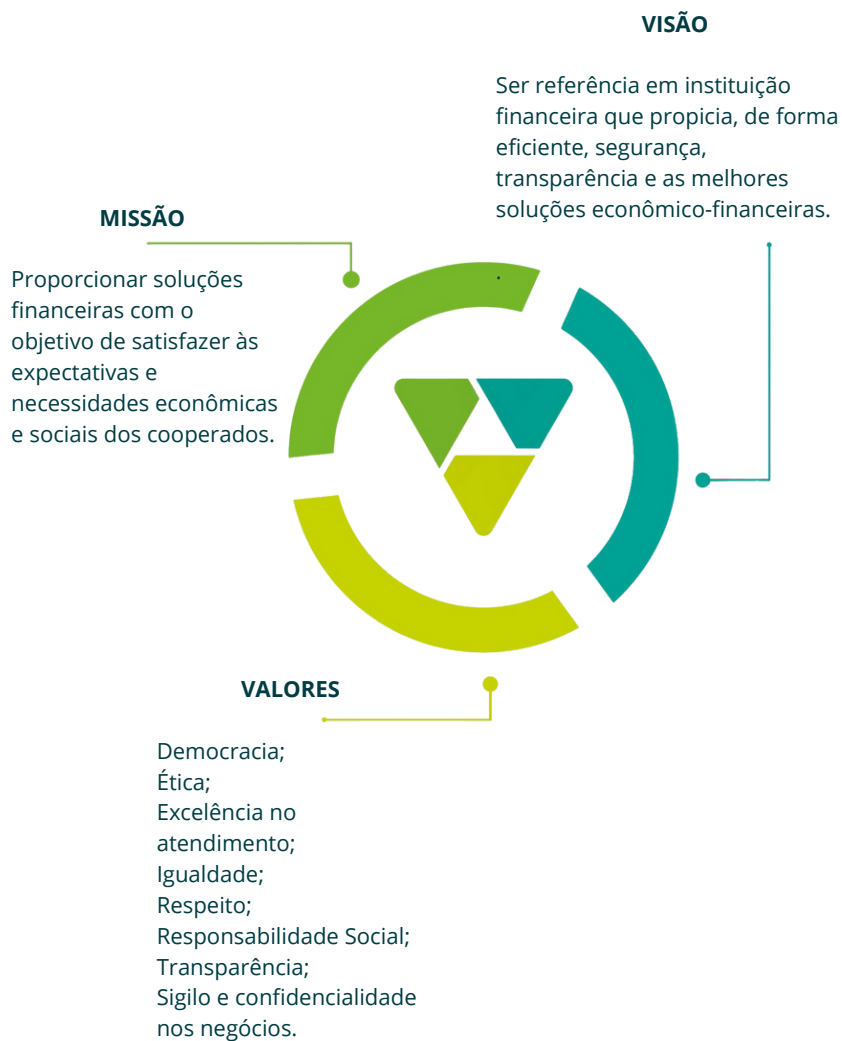 VISÃO
Ser referência em instituição
financeira que propicia, de forma
eficiente, segurança,
transparência e as melhores
soluções econômico-financeiras.
MISSÃO
Proporcionar soluções
financeiras com o
objetivo de satisfazer às
expectativas e
necessidades econômicas
e sociais dos cooperados.
VALORES
Democracia;
Ética;
Excelência no
atendimento;
Igualdade;
Respeito;
Responsabilidade Social;
Transparência;
Sigilo e confidencialidade
nos negócios.